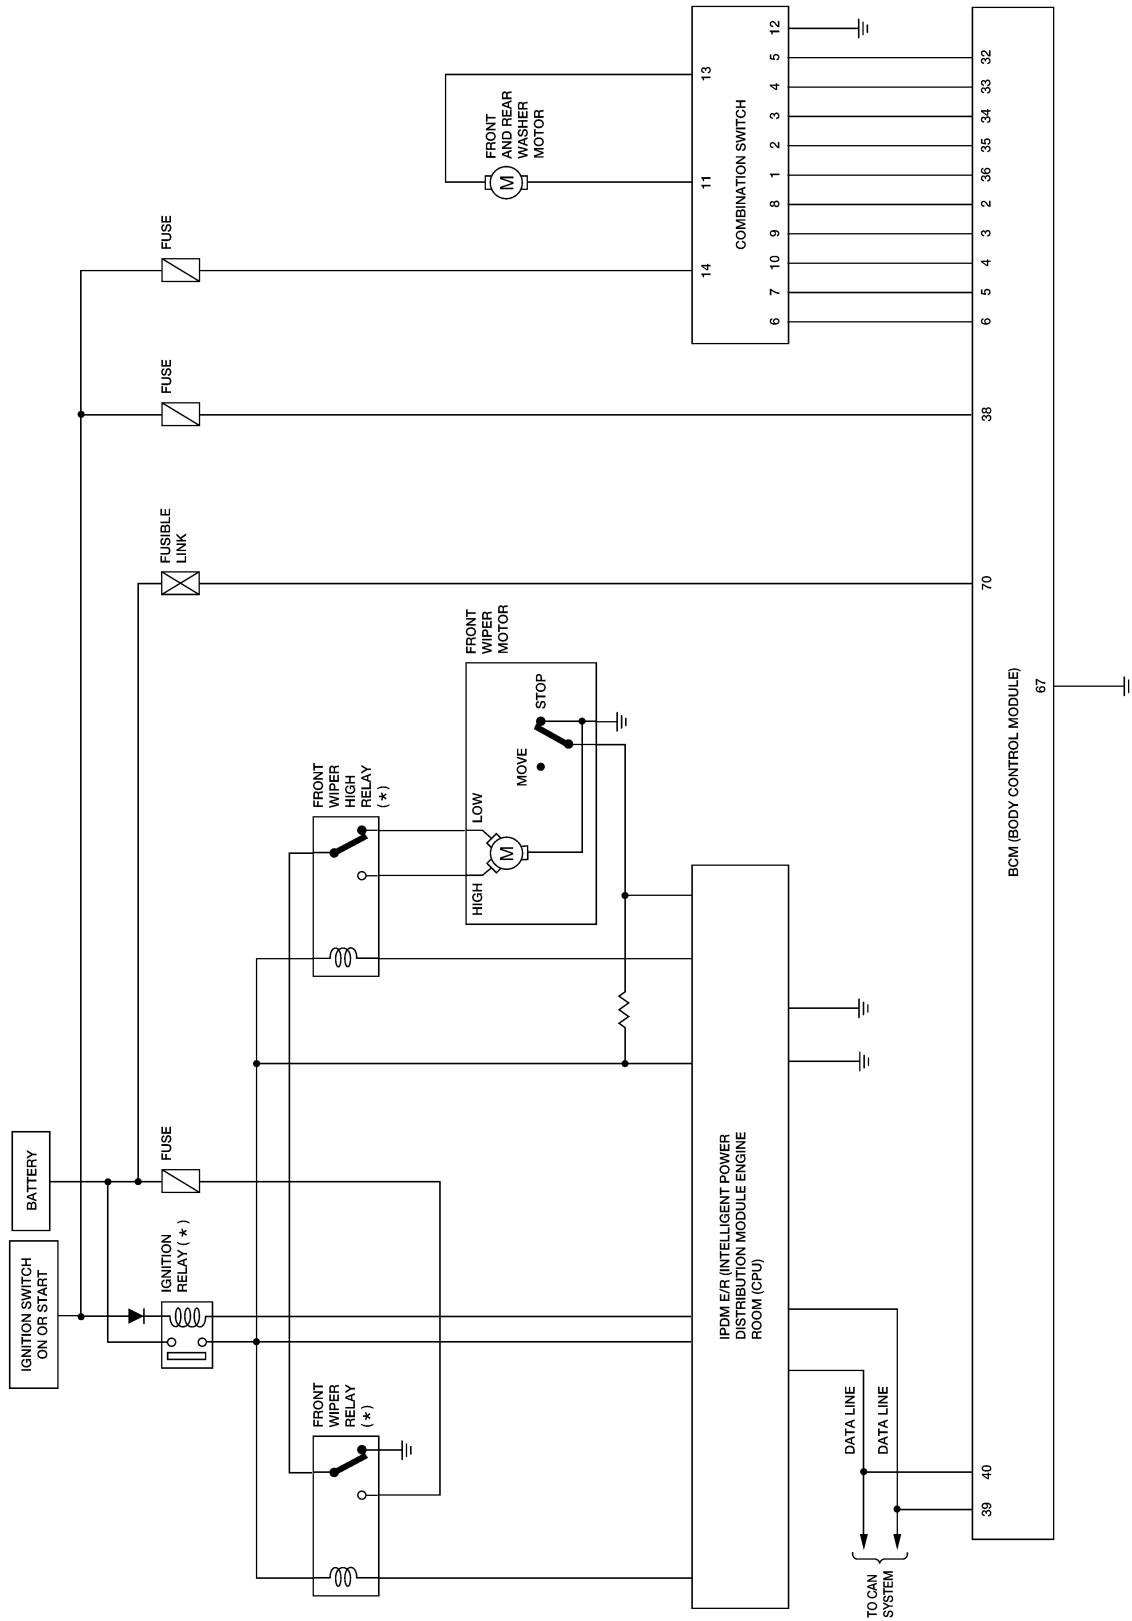 IGNITION SWITCH
ON OR START
BATTERY
IGNITION
RELAY (*)
FUSE
FUSIBLE
LINK
FUSE
FUSE
FRONT
WIPER
RELAY
(*)
FRONT
WIPER
HIGH
RELAY
(*)
FRONT
WIPER
MOTOR
HIGH
LOW
M
MOVE
STOP
FRONT
AND REAR
WASHER
MOTOR
M
IPDM E/R (INTELLIGENT POWER
DISTRIBUTION MODULE ENGINE
ROOM (CPU)
14
11
13
COMBINATION SWITCH
6
7
10
9
8
1
2
3
4
5
12
TO CAN
SYSTEM
DATA LINE
DATA LINE
39
40
70
38
6
5
4
3
2
36
35
34
33
32
BCM (BODY CONTROL MODULE)
67